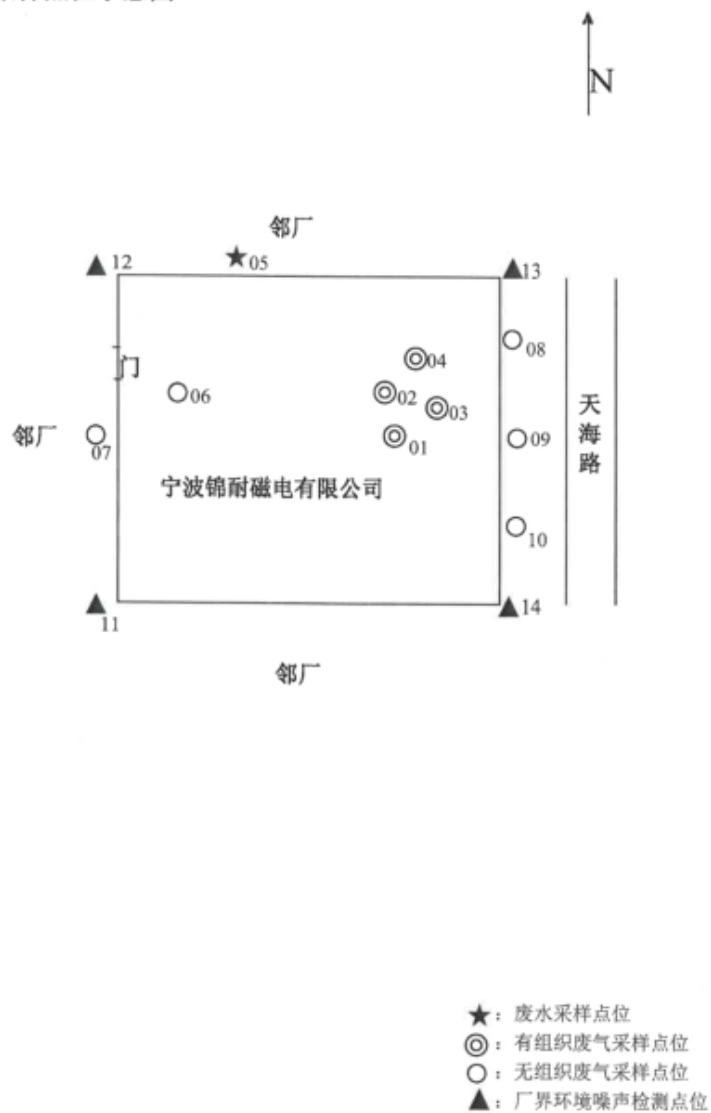 N
邻厂
12
05
13
门
04
08
06
02
03
天海路
邻厂
07
01
09
宁波锦耐磁电有限公司
10
11
14
邻厂
★：废水采样点位
◎：有组织废气采样点位
○：无组织废气采样点位
▲：厂界环境噪声检测点位